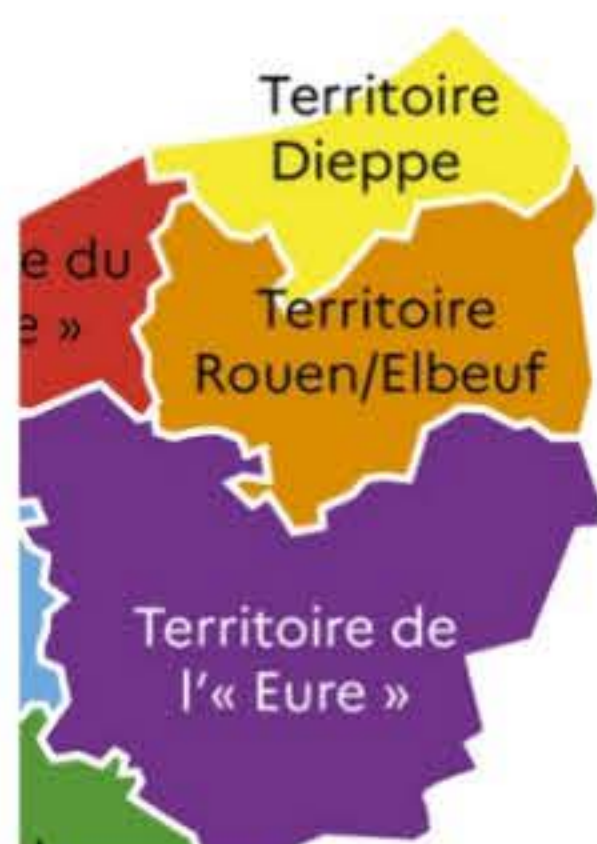 Territoire
Dieppe
e du
e »
Territoire
Rouen/Elbeuf
Territoire de
l'« Eure »